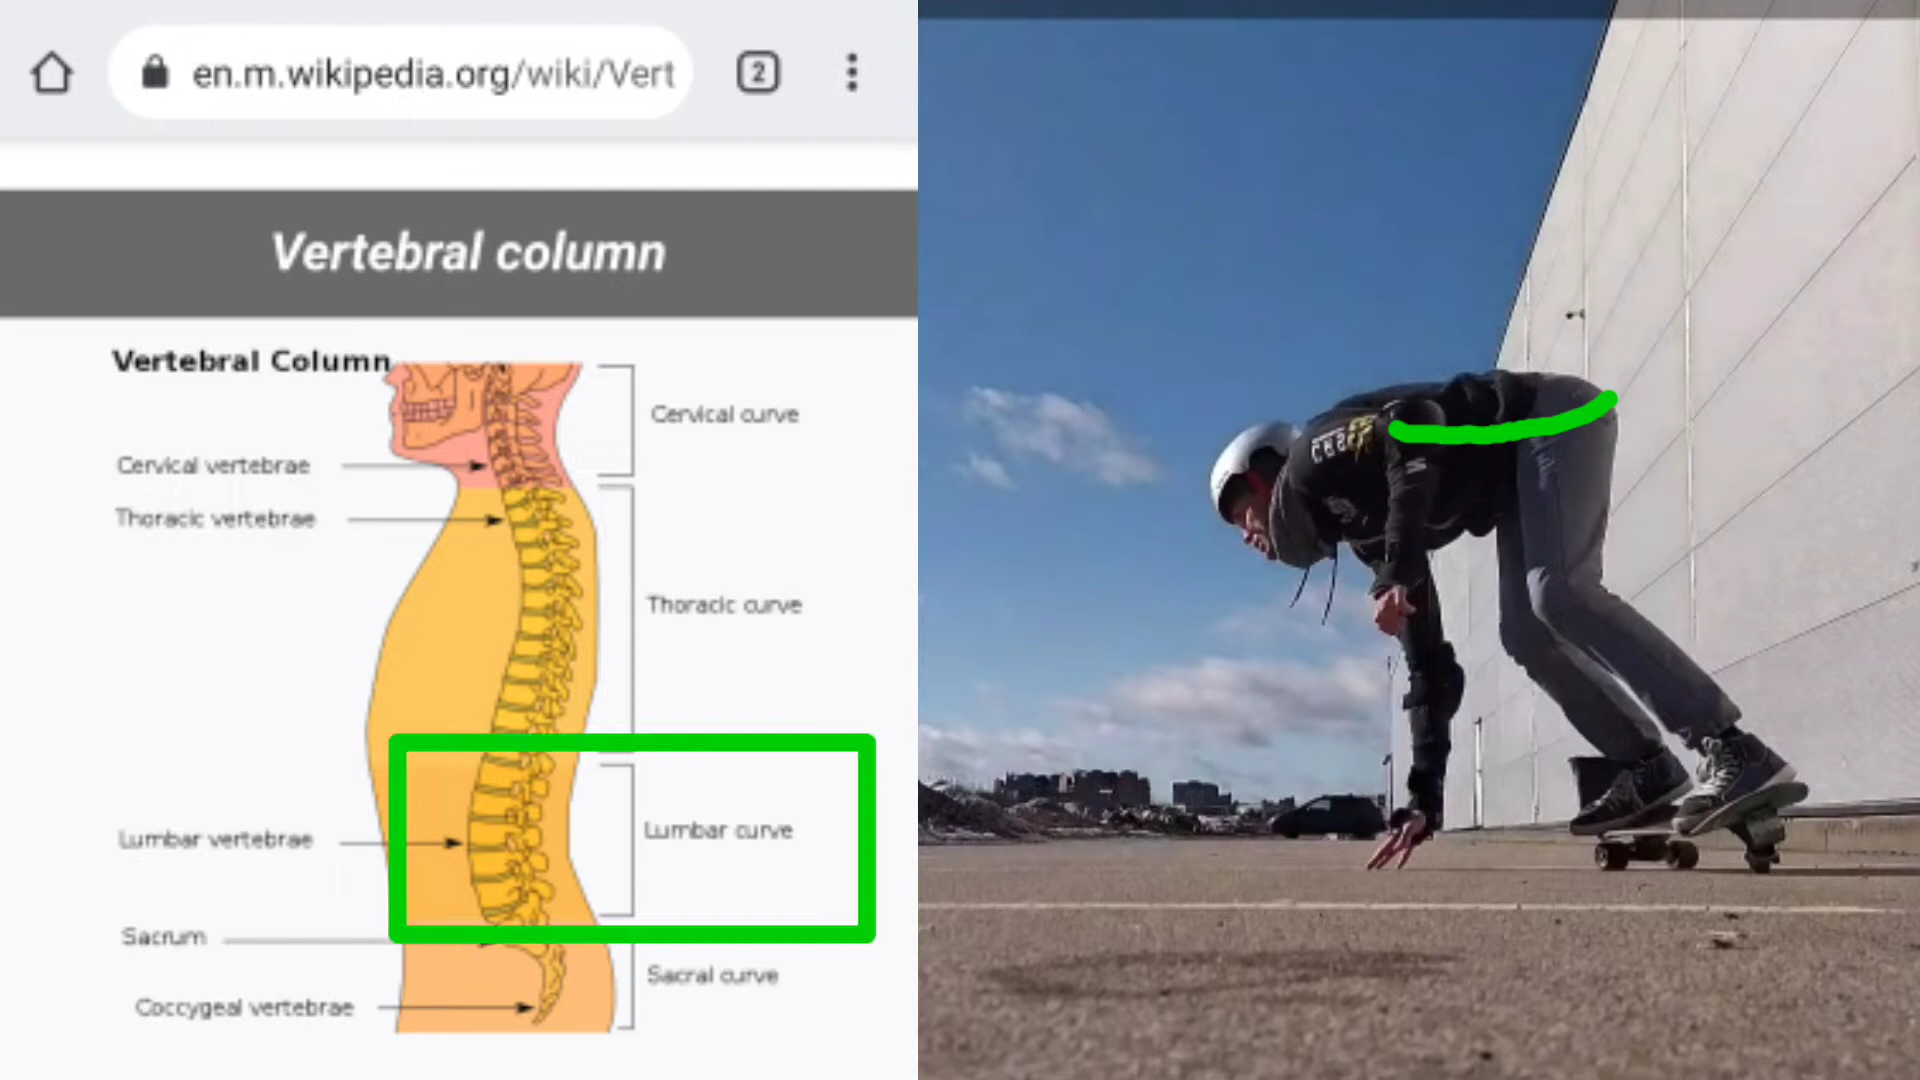 en.m.wikipedia.org/wiki/Vert
2
Vertebral column
Vertebral Column
Cervical curve
Cervical vertebrae
Thoracic vertebrae
Thoracic curve
Lumbar curve
Lumbar vertebrae
Sacrum
Sacral curve
Coccygeal vertebrae